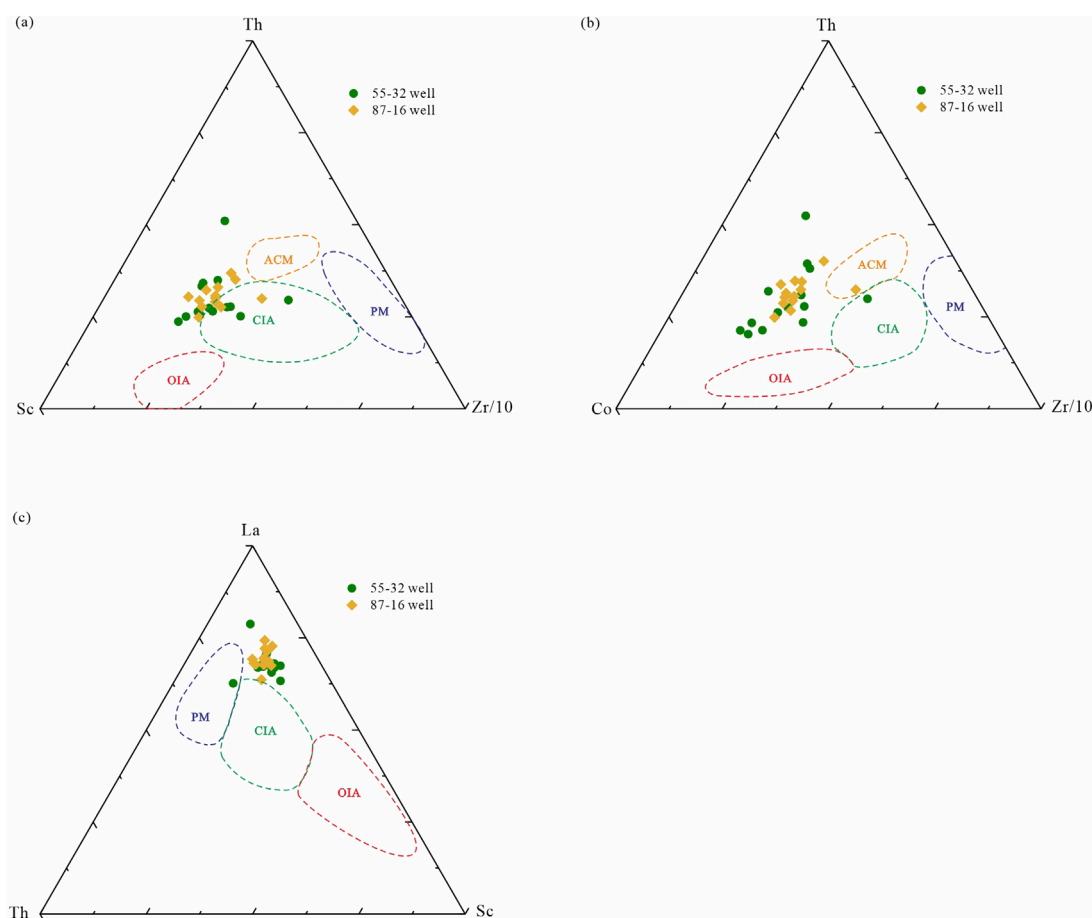 (a)
Th
55-32 well
87-16 well
ACM
PM
CIA
OIA
Sc
Zr/10
(b)
Th
55-32 well
87-16 well
ACM
PM
CIA
OIA
Co
Zr/10
(c)
La
55-32 well
87-16 well
PM
CIA
OIA
Th
Sc